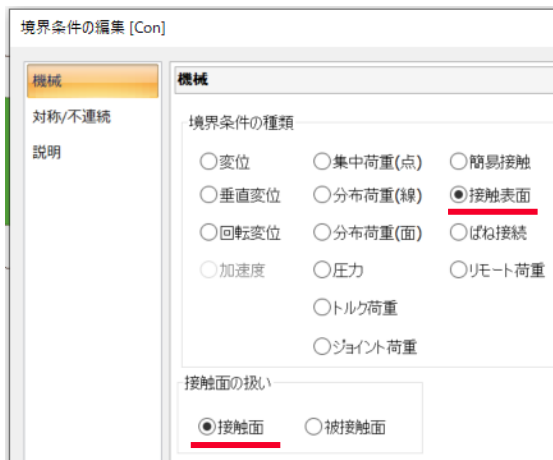 境界条件の編集 [Con]
機械
対称/不連続
説明
機械
境界条件の種類
変位 集中荷重(点) 簡易接触
垂直変位 分布荷重(線) 接触表面
回転変位 分布荷重(面) ばね接続
加速度 圧力 リモート荷重
トルク荷重
ジョイント荷重
接触面の扱い
接触面 被接触面